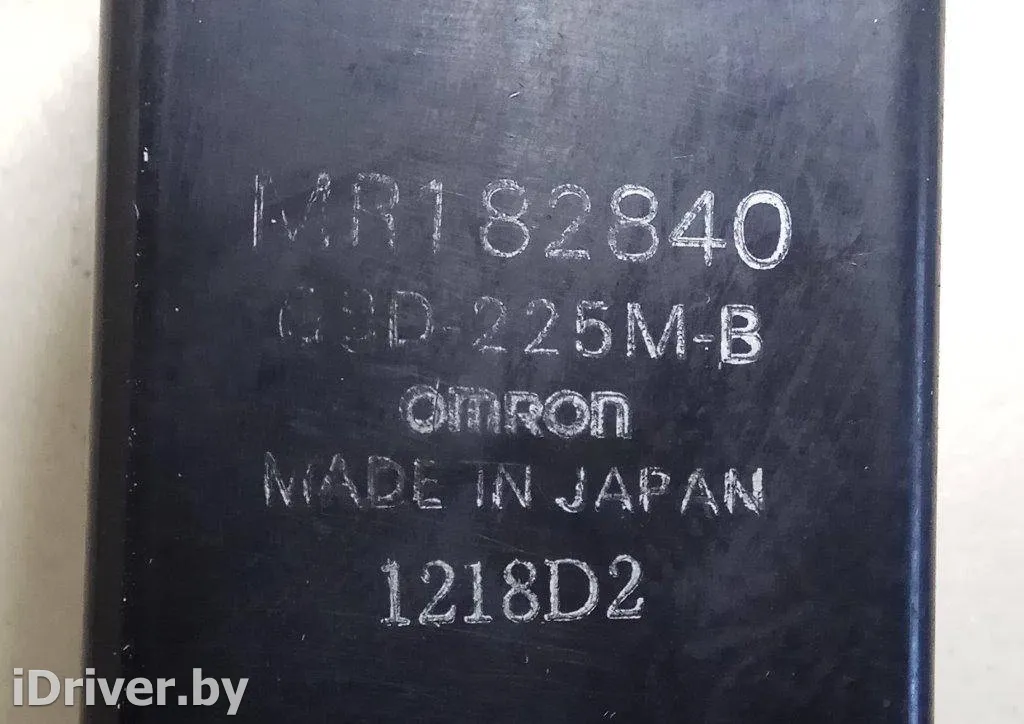 MR182840
G8D-225M-B
omron
MADE IN JAPAN
1218D2
iDriver.by